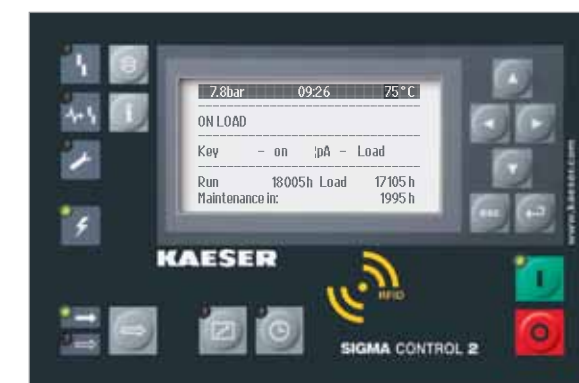 7.8bar 09:26 75°C
ON LOAD
Key - on ¦pA - Load
Run 18005h Load 17105h
Maintenance in: 1995h
esc
www.kaeser.com
KAESER
RFID
I
SIGMA CONTROL 2
O